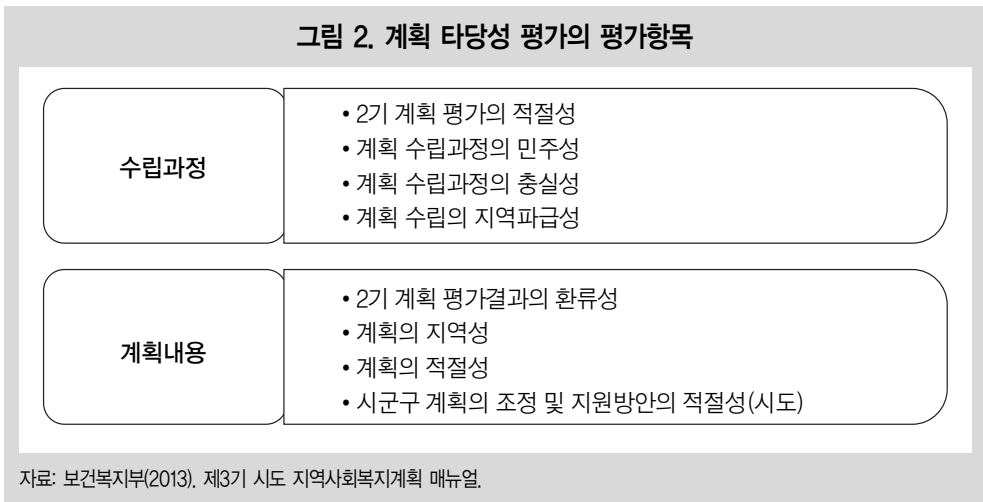 그림 2. 계획 타당성 평가의 평가항목
수립과정
• 2기 계획 평가의 적절성
• 계획 수립과정의 민주성
• 계획 수립과정의 충실성
• 계획 수립의 지역파급성
계획내용
• 2기 계획 평가결과의 환류성
• 계획의 지역성
• 계획의 적절성
• 시군구 계획의 조정 및 지원방안의 적절성(시도)
자료: 보건복지부(2013). 제3기 시도 지역사회복지계획 매뉴얼.